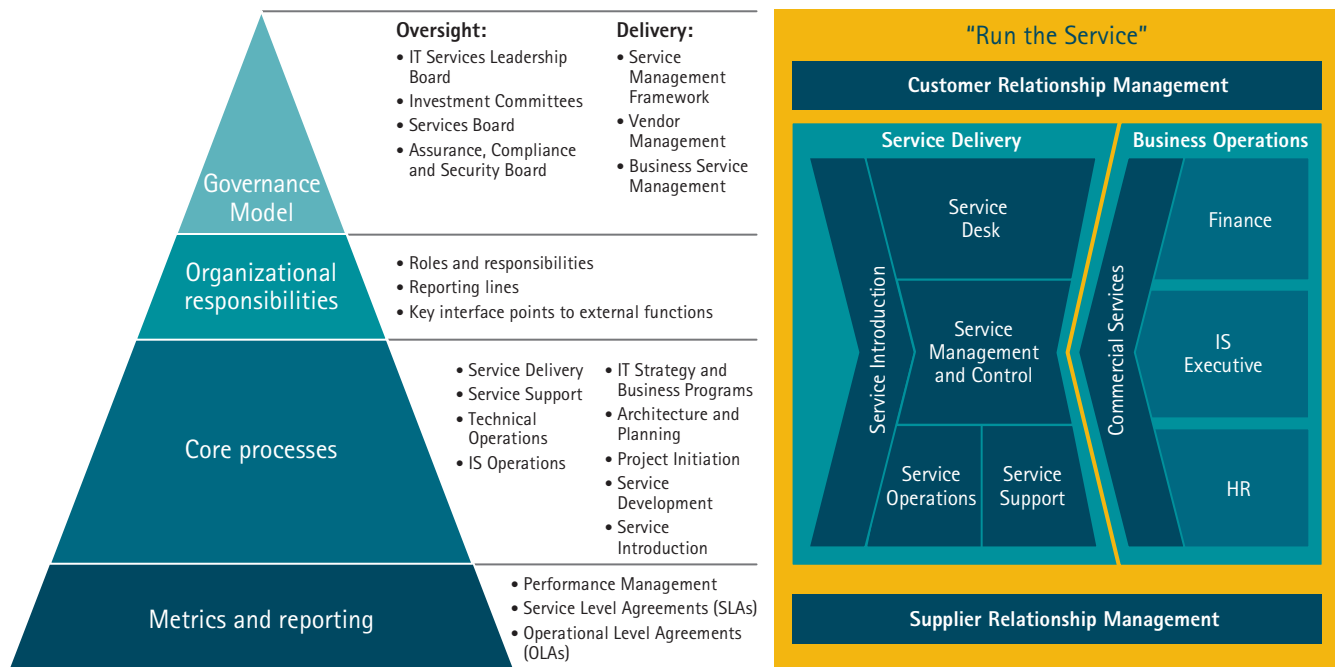 Governance
Model
Oversight:
• IT Services Leadership
Board
• Investment Committees
• Services Board
• Assurance, Compliance
and Security Board
Delivery:
• Service
Management
Framework
• Vendor
Management
• Business Service
Management
Organizational
responsibilities
• Roles and responsibilities
• Reporting lines
• Key interface points to external functions
Core processes
• Service Delivery
• Service Support
• Technical
Operations
• IS Operations
• IT Strategy and
Business Programs
• Architecture and
Planning
• Project Initiation
• Service
Development
• Service
Introduction
Metrics and reporting
• Performance Management
• Service Level Agreements (SLAs)
• Operational Level Agreements
(OLAs)
“Run the Service”
Customer Relationship Management
Service Delivery
Service Introduction
Service
Desk
Service
Management
and Control
Service
Operations
Service
Support
Business Operations
Commercial Services
Finance
IS
Executive
HR
Supplier Relationship Management